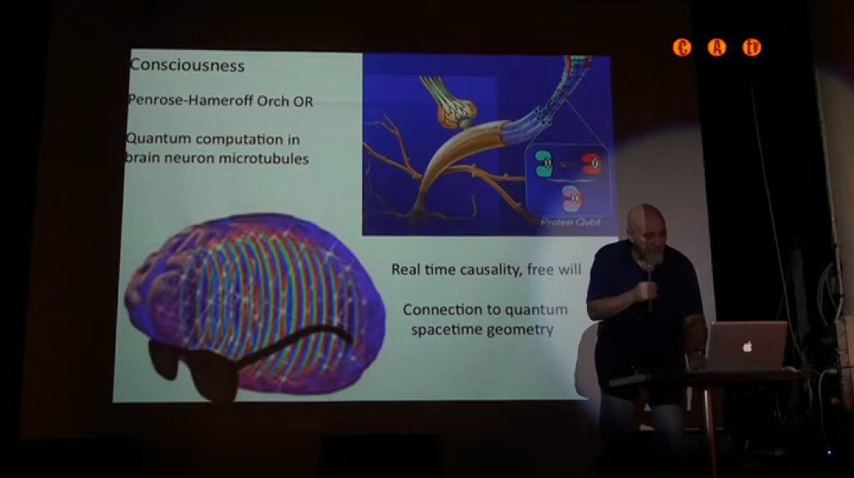 C A tv
Consciousness
Penrose-Hameroff Orch OR
Quantum computation in
brain neuron microtubules
Protein Qubit
Real time causality, free will
Connection to quantum
spacetime geometry